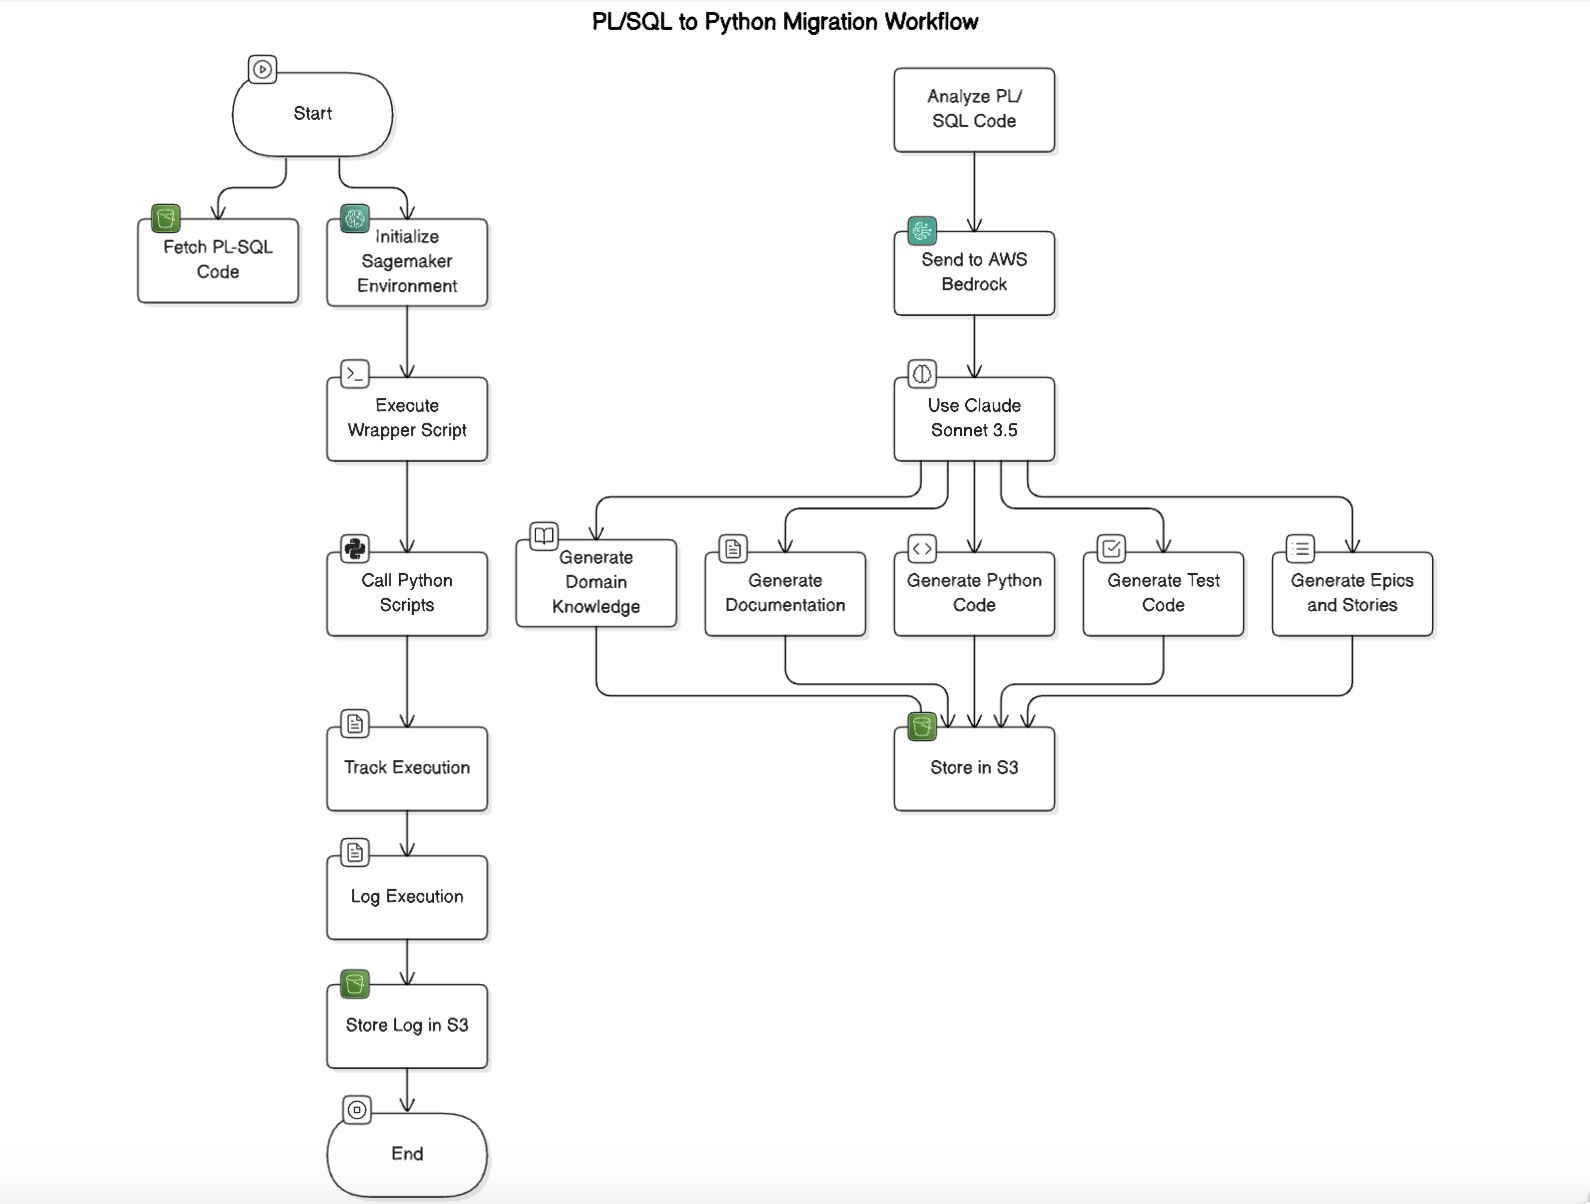 PL/SQL to Python Migration Workflow
Start
Fetch PL-SQL
Code
Initialize
Sagemaker
Environment
Execute
Wrapper Script
Call Python
Scripts
Track Execution
Log Execution
Store Log in S3
End
Analyze PL/
SQL Code
Send to AWS
Bedrock
Use Claude
Sonnet 3.5
Generate
Domain
Knowledge
Generate
Documentation
Generate Python
Code
Generate Test
Code
Generate Epics
and Stories
Store in S3